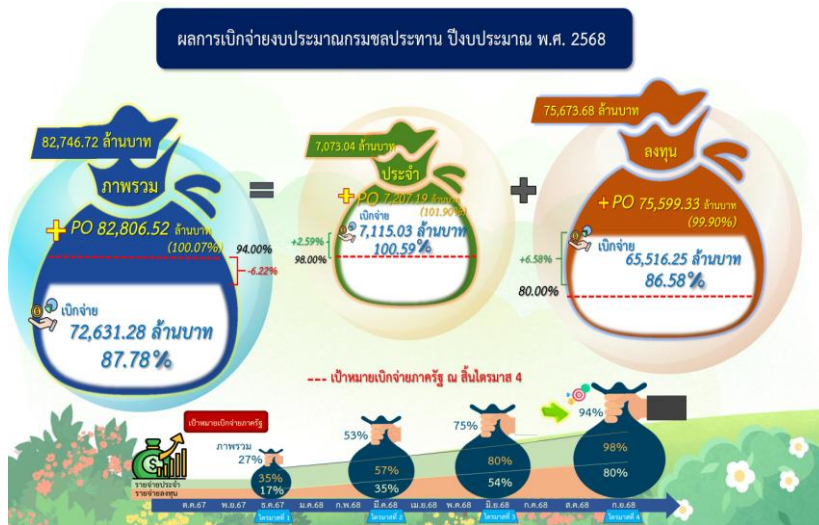 ผลการเบิกจ่ายงบประมาณกรมชลประทาน ปีงบประมาณ พ.ศ. 2568
82,746.72 ล้านบาท
ภาพรวม
+ PO 82,806.52 ล้านบาท
(100.07%)
94.00%
-6.22%
เบิกจ่าย
72,631.28 ล้านบาท
87.78%
=
7,073.04 ล้านบาท
ประจำ
+ PO 7,207.19 ล้านบาท
(101.90%)
เบิกจ่าย
+2.59%
7,115.03 ล้านบาท
98.00%
100.59%
+
75,673.68 ล้านบาท
ลงทุน
+ PO 75,599.33 ล้านบาท
(99.90%)
เบิกจ่าย
+6.58%
65,516.25 ล้านบาท
86.58%
80.00%
--- เป้าหมายเบิกจ่ายภาครัฐ ณ สิ้นไตรมาส 4
เป้าหมายเบิกจ่ายภาครัฐ
ภาพรวม
27%
53%
75%
94%
35%
57%
80%
98%
17%
35%
54%
80%
รายจ่ายประจำ
รายจ่ายลงทุน
ต.ค.67 พ.ย.67 ธ.ค.67 ม.ค.68 ก.พ.68 มี.ค.68 เม.ย.68 พ.ค.68 มิ.ย.68 ก.ค.68 ส.ค.68 ก.ย.68
ไตรมาสที่ 1 ไตรมาสที่ 2 ไตรมาสที่ 3 ไตรมาสที่ 4